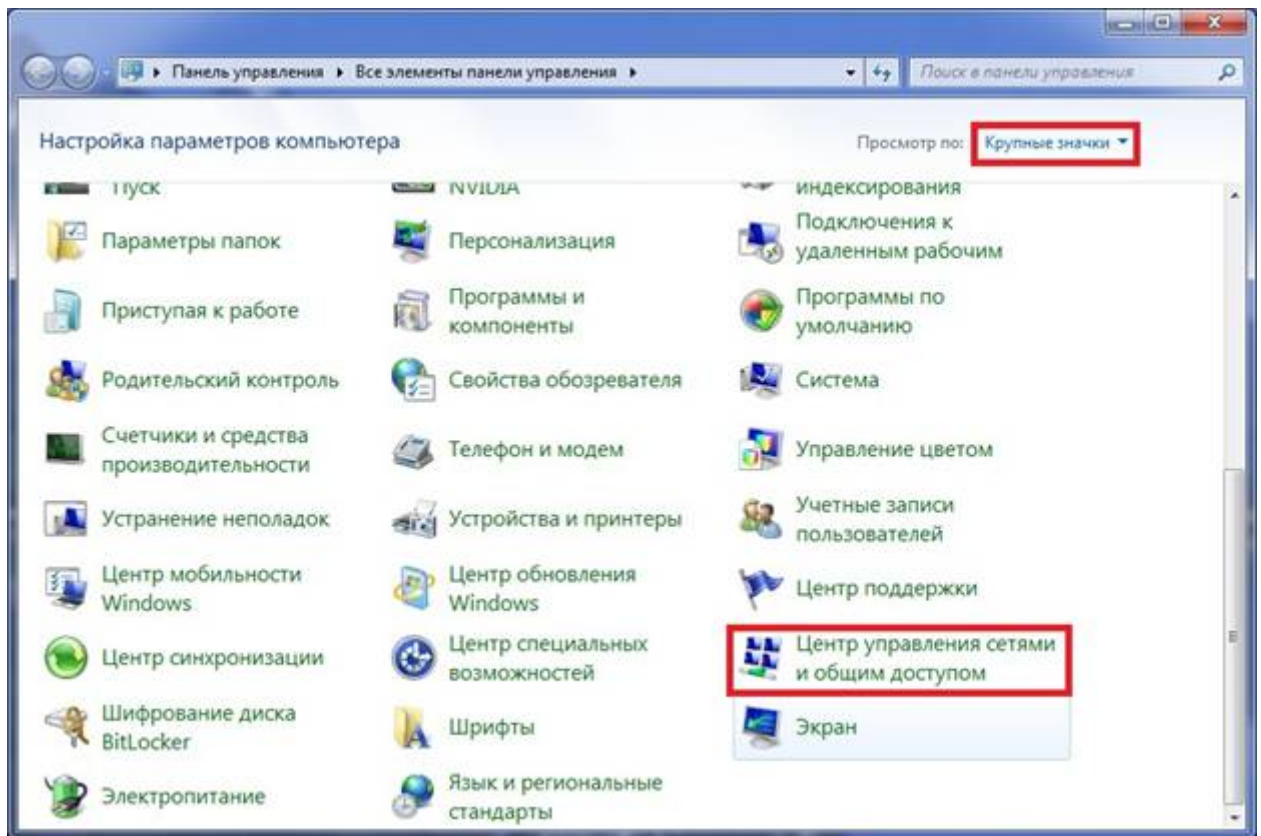 Панель управления ▸ Все элементы панели управления ▸
Поиск в панели управления
Настройка параметров компьютера
Просмотр по: Крупные значки
Пуск
NVIDIA
индексирования
Параметры папок
Персонализация
Подключения к
удаленным рабочим
Приступая к работе
Программы и
компоненты
Программы по
умолчанию
Родительский контроль
Свойства обозревателя
Система
Счетчики и средства
производительности
Телефон и модем
Управление цветом
Устранение неполадок
Устройства и принтеры
Учетные записи
пользователей
Центр мобильности
Windows
Центр обновления
Windows
Центр поддержки
Центр синхронизации
Центр специальных
возможностей
Центр управления сетями
и общим доступом
Шифрование диска
BitLocker
Шрифты
Экран
Электропитание
Язык и региональные
стандарты